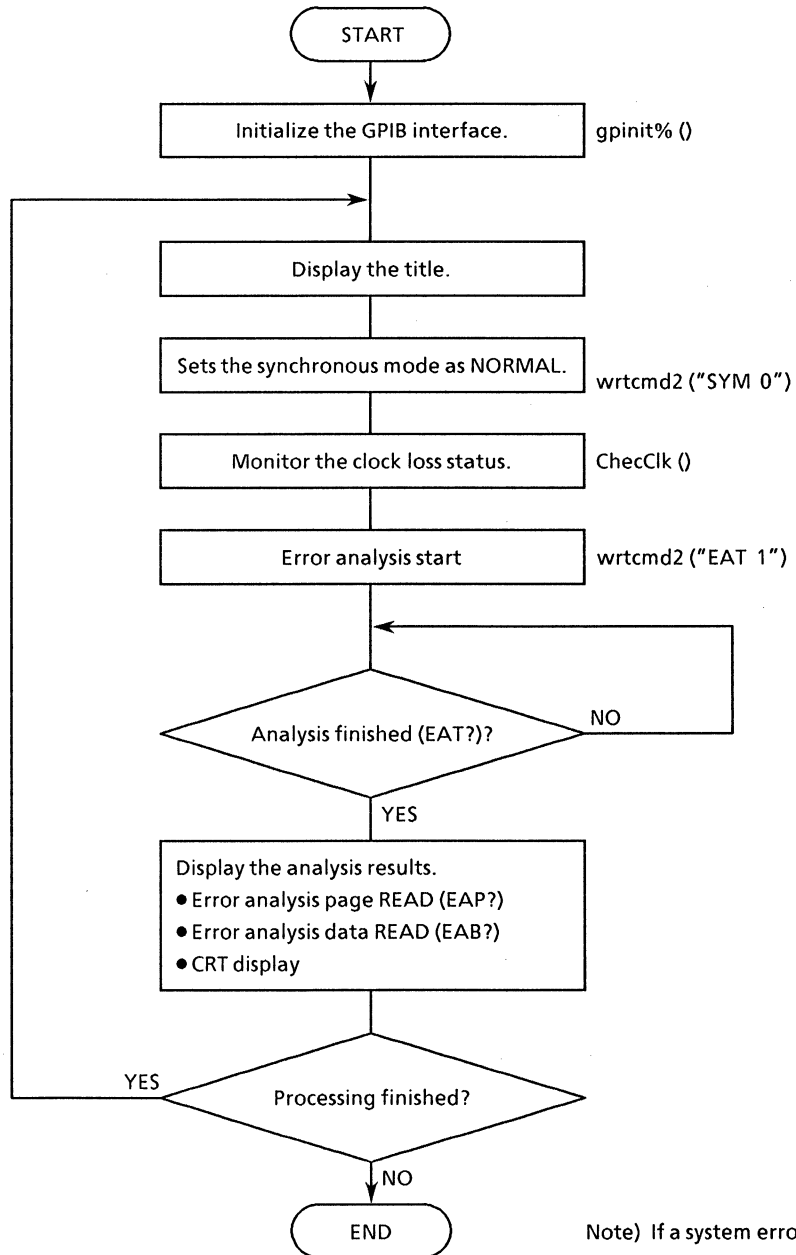 START
Initialize the GPIB interface.
gpinit% ()
Display the title.
Sets the synchronous mode as NORMAL.
wrtcmd2 ("SYM 0")
Monitor the clock loss status.
ChecClk ()
Error analysis start
wrtcmd2 ("EAT 1")
Analysis finished (EAT?)?
NO
YES
Display the analysis results.
● Error analysis page READ (EAP?)
● Error analysis data READ (EAB?)
● CRT display
YES
Processing finished?
NO
END
Note) If a system